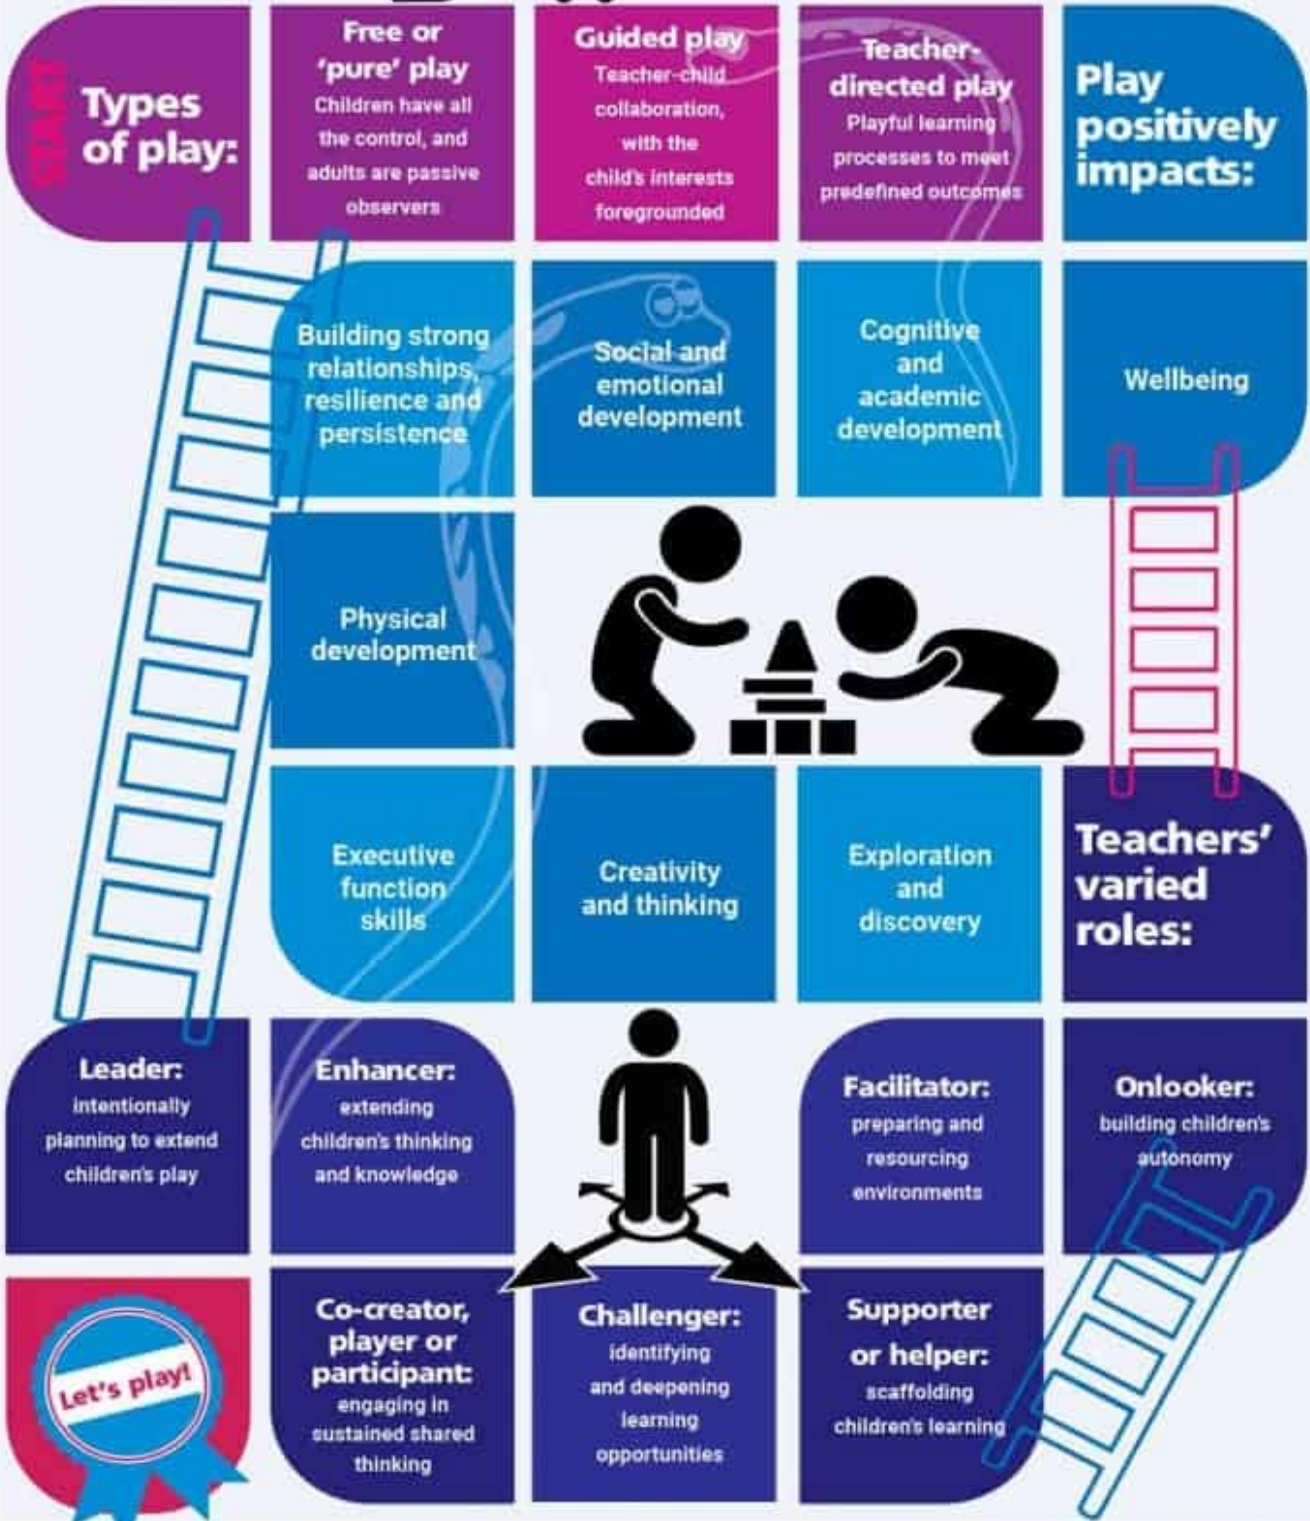 START
Types
of play:
Free or
'pure' play
Children have all
the control, and
adults are passive
observers
Guided play
Teacher-child
collaboration,
with the
child's interests
foregrounded
Teacher-
directed play
Playful learning
processes to meet
predefined outcomes
Play
positively
impacts:
Building strong
relationships,
resilience and
persistence
Social and
emotional
development
Cognitive
and
academic
development
Wellbeing
Physical
development
Executive
function
skills
Creativity
and thinking
Exploration
and
discovery
Teachers'
varied
roles:
Leader:
intentionally
planning to extend
children's play
Enhancer:
extending
children's thinking
and knowledge
Facilitator:
preparing and
resourcing
environments
Onlooker:
building children's
autonomy
Let's play!
Co-creator,
player or
participant:
engaging in
sustained shared
thinking
Challenger:
identifying
and deepening
learning
opportunities
Supporter
or helper:
scaffolding
children's learning